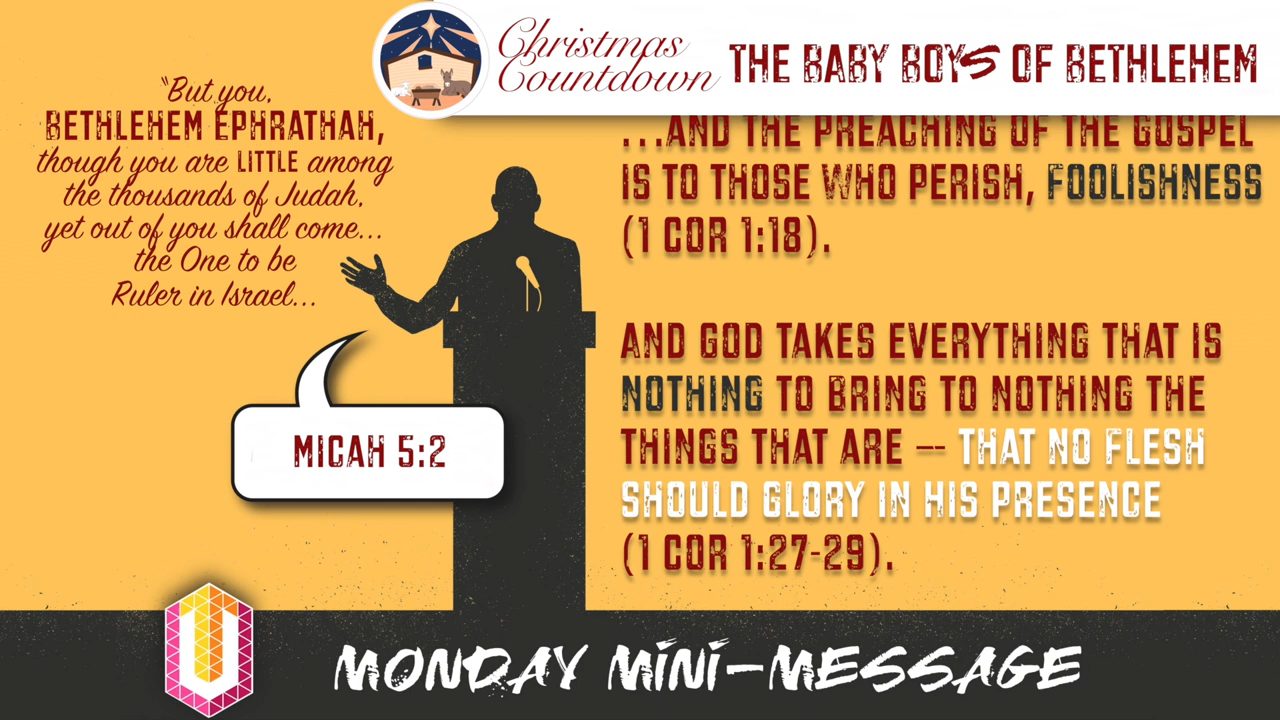 Christmas
Countdown
THE BABY BOYS OF BETHLEHEM
“But you,
BETHLEHEM EPHRATHAH,
though you are LITTLE among
the thousands of Judah,
yet out of you shall come...
the One to be
Ruler in Israel...
MICAH 5:2
...AND THE PREACHING OF THE GOSPEL
IS TO THOSE WHO PERISH, FOOLISHNESS
(1 COR 1:18).
AND GOD TAKES EVERYTHING THAT IS
NOTHING TO BRING TO NOTHING THE
THINGS THAT ARE -- THAT NO FLESH
SHOULD GLORY IN HIS PRESENCE
(1 COR 1:27-29).
U
MONDAY MINI-MESSAGE